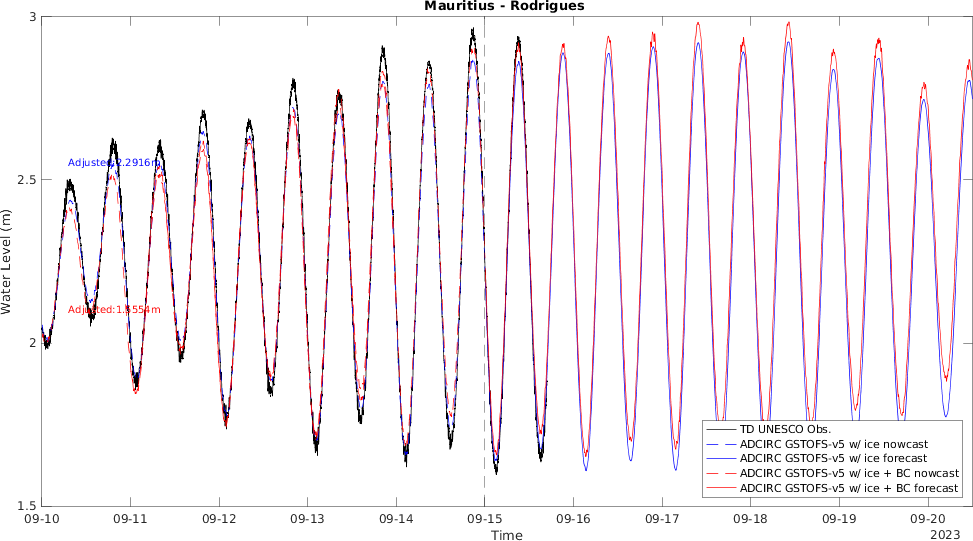 Mauritius - Rodrigues
3
2.5
2
1.5
Water Level (m)
Adjusted:2.2916m
Adjusted:1.5554m
TD UNESCO Obs.
ADCIRC GSTOFS-v5 w/ ice nowcast
ADCIRC GSTOFS-v5 w/ ice forecast
ADCIRC GSTOFS-v5 w/ ice + BC nowcast
ADCIRC GSTOFS-v5 w/ ice + BC forecast
09-10 09-11 09-12 09-13 09-14 09-15 09-16 09-17 09-18 09-19 09-20
Time
2023